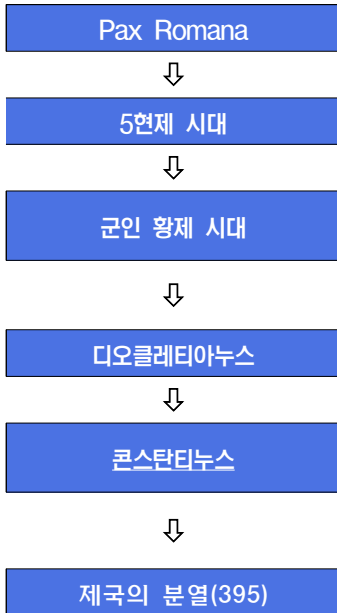 Pax Romana
5현제 시대
군인 황제 시대
디오클레티아누스
콘스탄티누스
제국의 분열(395)